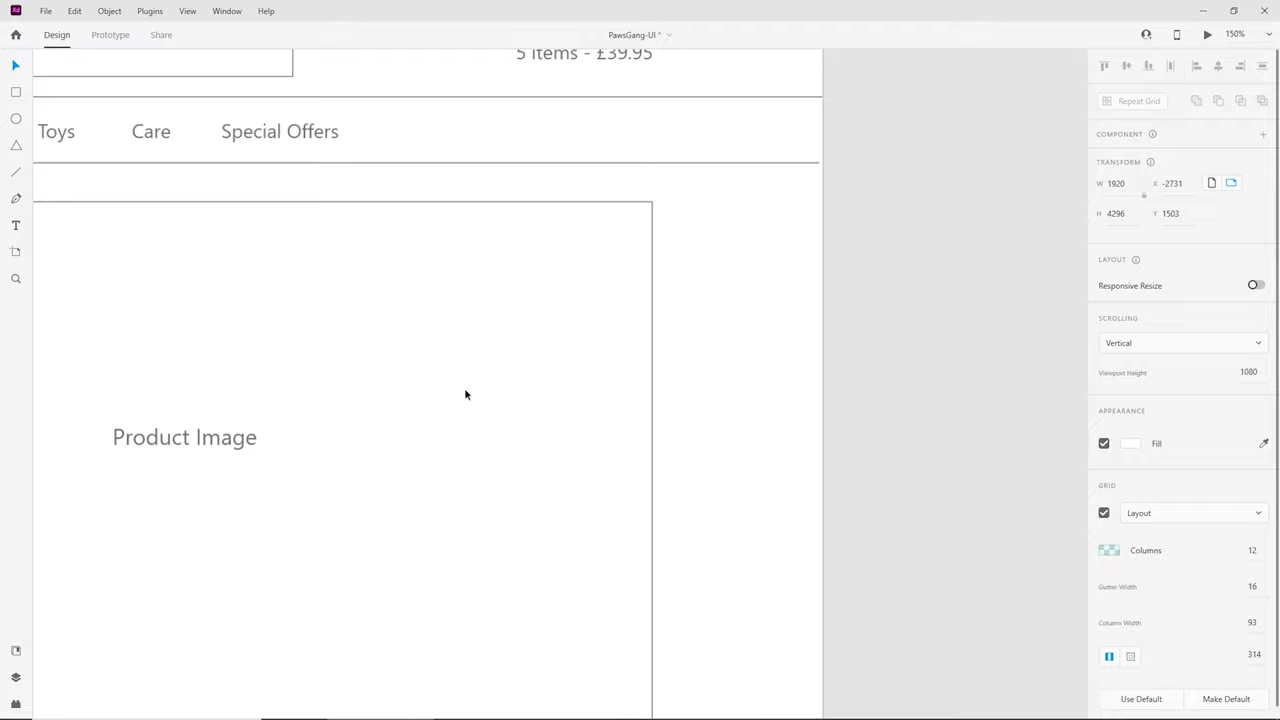 File Edit Object Plugins View Window Help
Design Prototype Share PawsGang-UI * 150%
5 items - £39.95
Toys Care Special Offers
Product Image
Repeat Grid
COMPONENT
TRANSFORM
W 1920 X -2731
H 4296 Y 1503
LAYOUT
Responsive Resize
SCROLLING
Vertical
Viewport Height 1080
APPEARANCE
Fill
GRID
Layout
Columns 12
Gutter Width 16
Column Width 93
314
Use Default Make Default